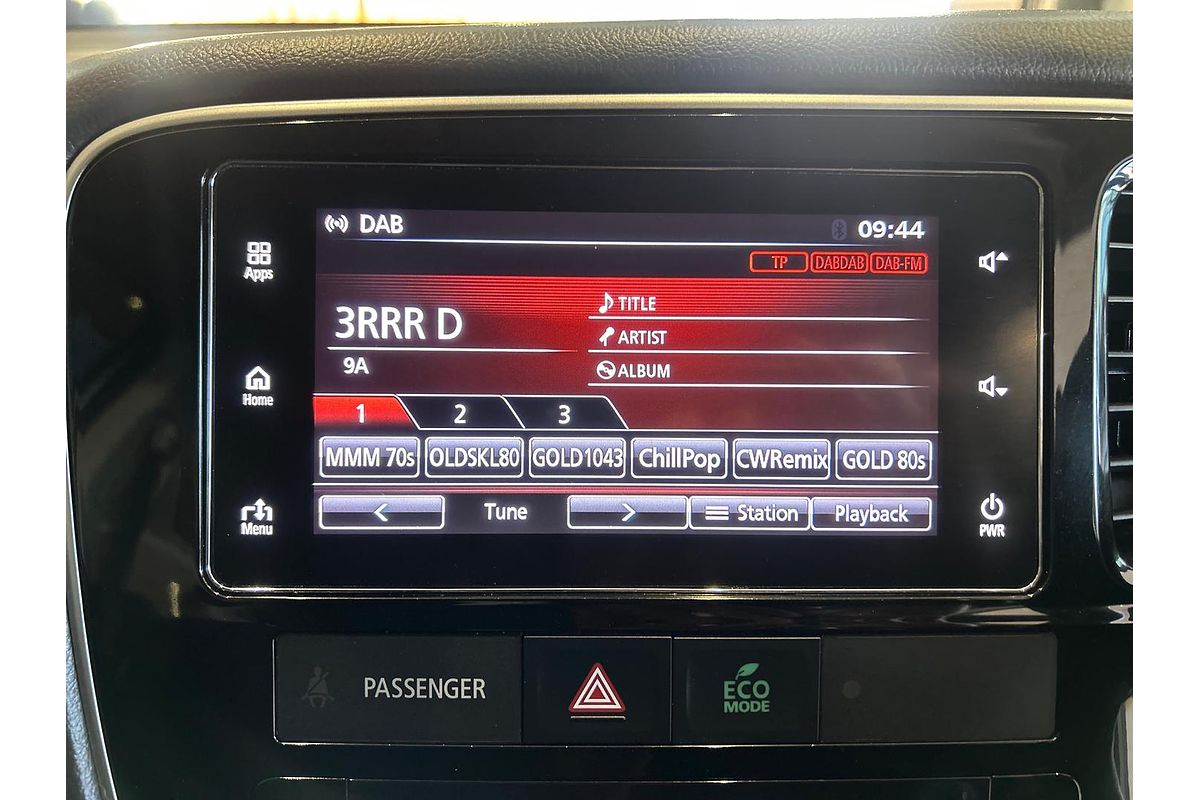 DAB 09:44
TP DABDAB DAB-FM
Apps
3RRR D
9A
TITLE
ARTIST
ALBUM
Home
1 2 3
MMM 70s OLDSKL80 GOLD1043 ChillPop CWRemix GOLD 80s
< Tune > Station Playback
Menu
PWR
PASSENGER
ECO
MODE